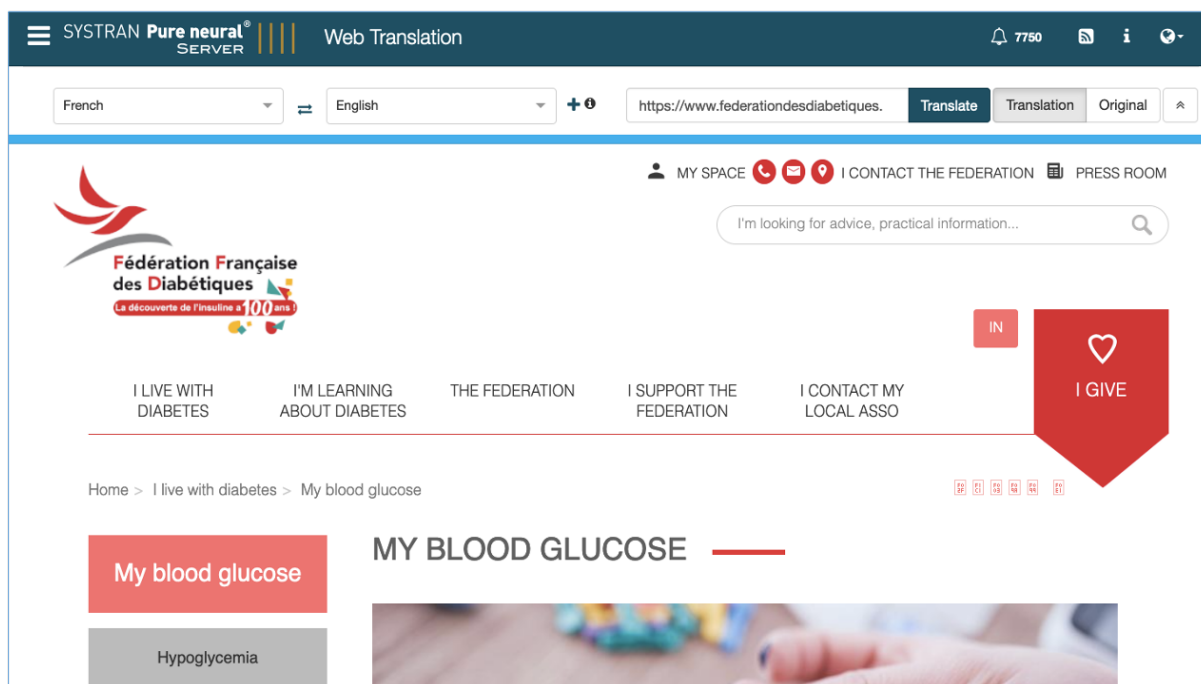 SYSTRAN Pure neural®
SERVER
Web Translation
7750
French
English
https://www.federationdesdiabetiques.
Translate
Translation
Original
MY SPACE
I CONTACT THE FEDERATION
PRESS ROOM
I'm looking for advice, practical information...
Fédération Française
des Diabétiques
La découverte de l'insuline a 100 ans !
IN
I GIVE
I LIVE WITH
DIABETES
I'M LEARNING
ABOUT DIABETES
THE FEDERATION
I SUPPORT THE
FEDERATION
I CONTACT MY
LOCAL ASSO
Home > I live with diabetes > My blood glucose
My blood glucose
MY BLOOD GLUCOSE
Hypoglycemia